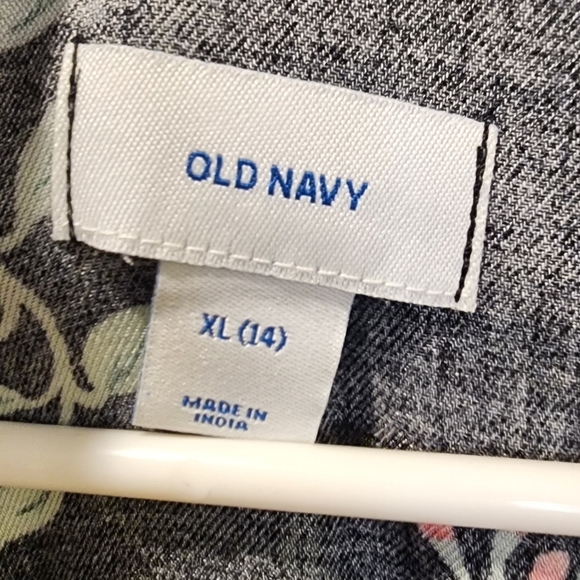 OLD NAVY
XL (14)
MADE IN
INDIA